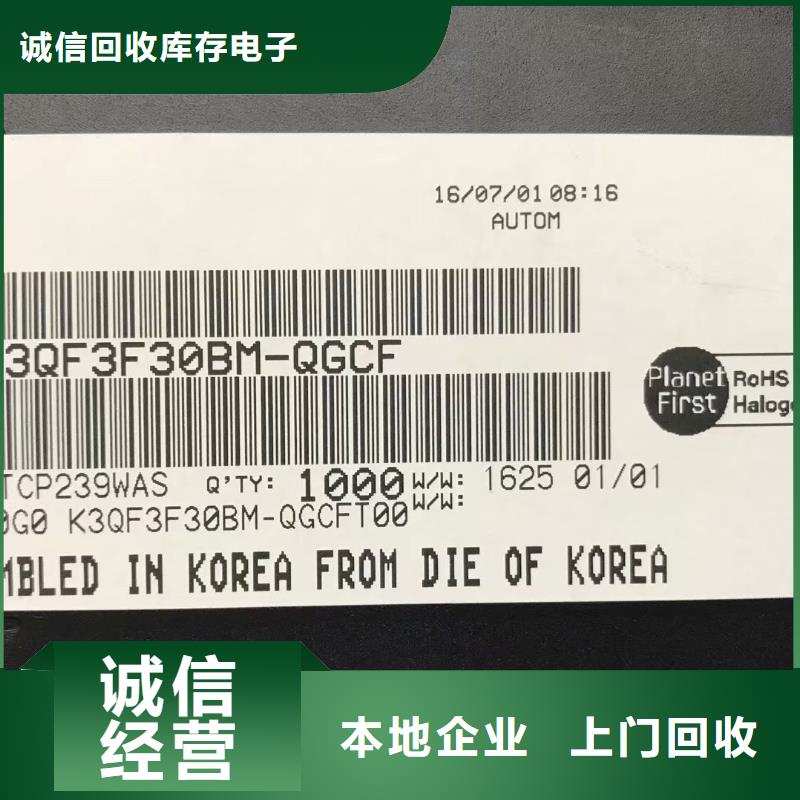 诚信回收库存电子
16/07/01 08:16
AUTOM
3QF3F30BM-QGCF
Planet First
RoHS
Haloge
TCP239WAS Q'TY: 1000 W/W: 1625 01/01
W/W:
0G0 K3QF3F30BM-QGCFT00
MBLED IN KOREA FROM DIE OF KOREA
诚信
经营
本地企业 上门回收